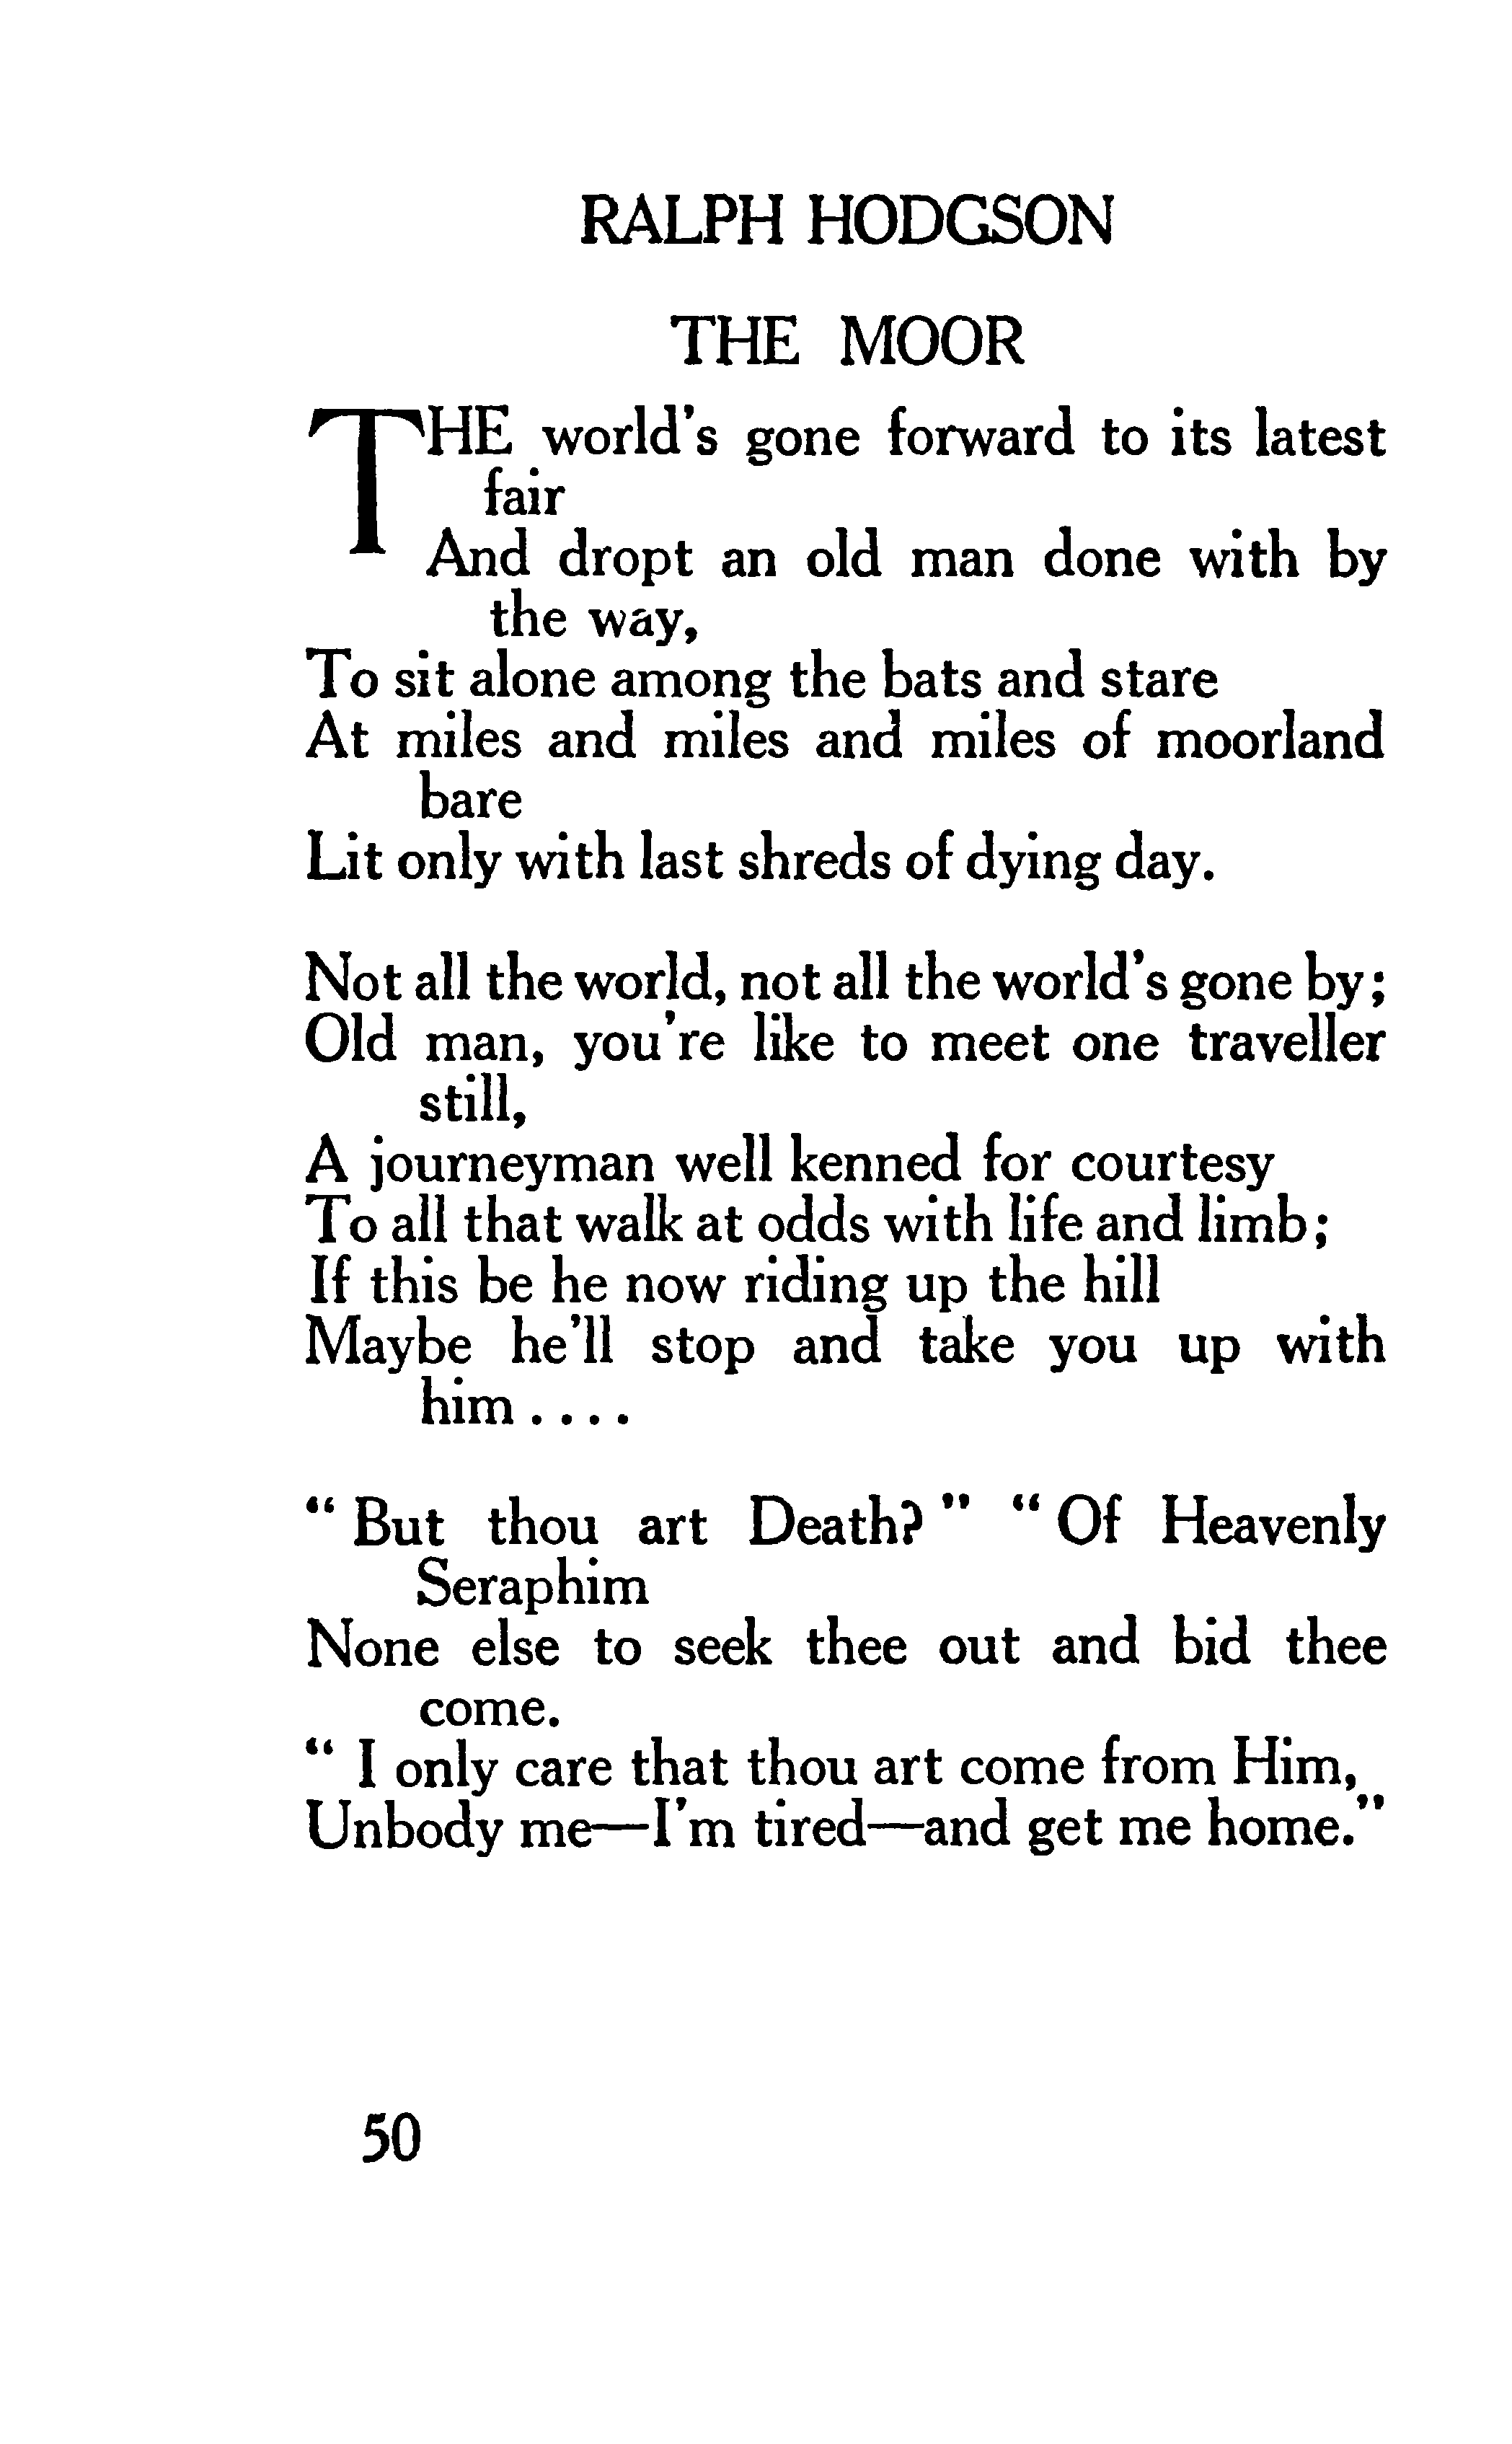 RALPH HODGSON
THE MOOR
THE world's gone forward to its latest
fair
And dropt an old man done with by
the way,
To sit alone among the bats and stare
At miles and miles and miles of moorland
bare
Lit only with last shreds of dying day.
Not all the world, not all the world's gone by;
Old man, you're like to meet one traveller
still,
A journeyman well kenned for courtesy
To all that walk at odds with life and limb;
If this be he now riding up the hill
Maybe he'll stop and take you up with
him....
"But thou art Death?" "Of Heavenly
Seraphim
None else to seek thee out and bid thee
come.
"I only care that thou art come from Him,
Unbody me—I'm tired—and get me home."
50